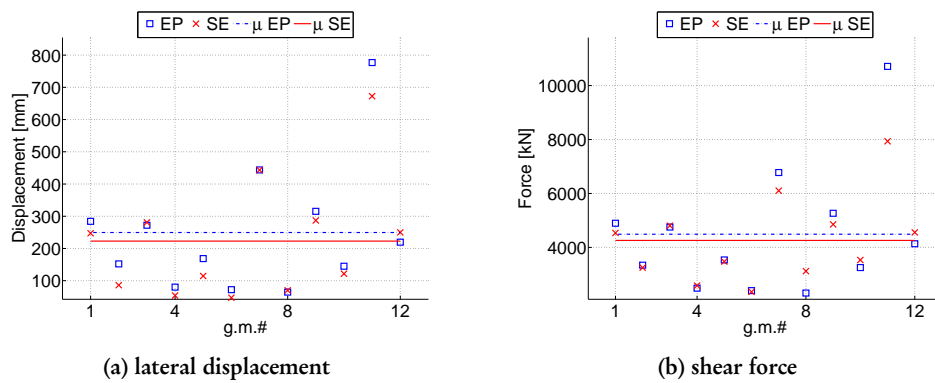 EP SE μ EP μ SE
800
700
600
500
400
300
200
100
Displacement [mm]
1 4 8 12
g.m.#
(a) lateral displacement
EP SE μ EP μ SE
10000
8000
6000
4000
Force [kN]
1 4 8 12
g.m.#
(b) shear force